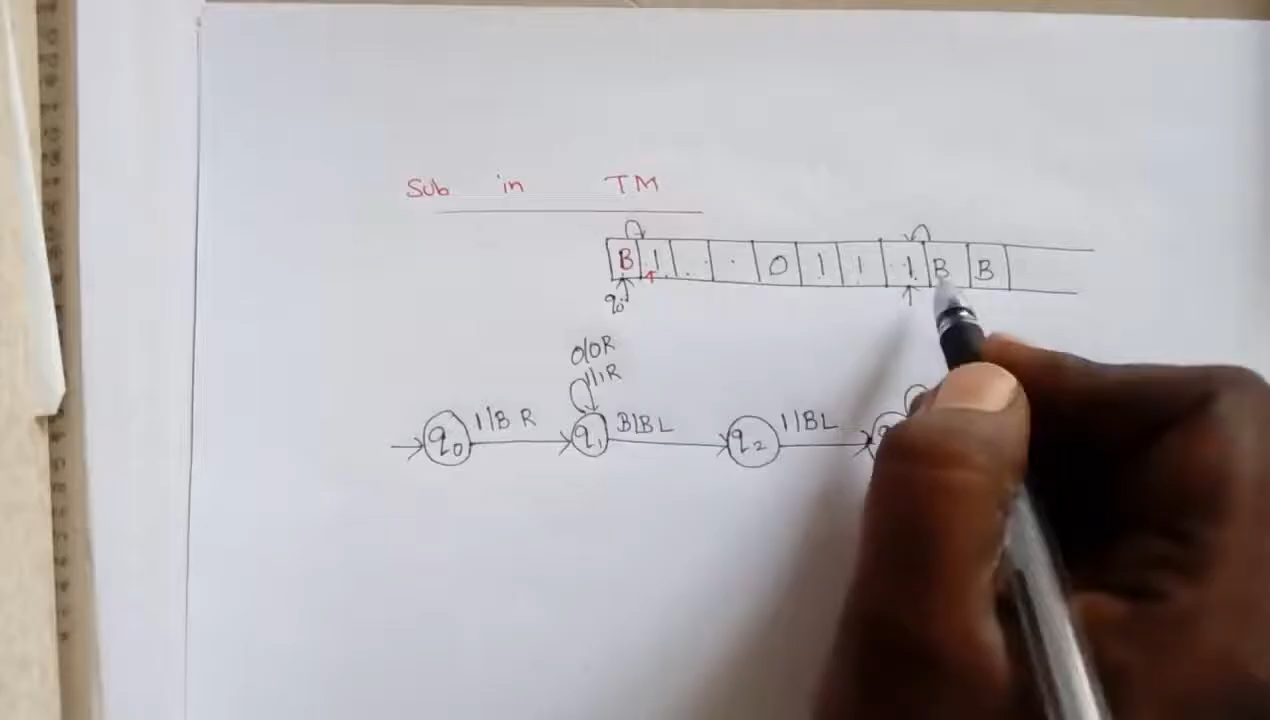 Sub in TM
B 1 . . 0 1 1 1 B B
q0
0|0R
1|1R
q0 1|B R q1 B|B L q2 1|B L